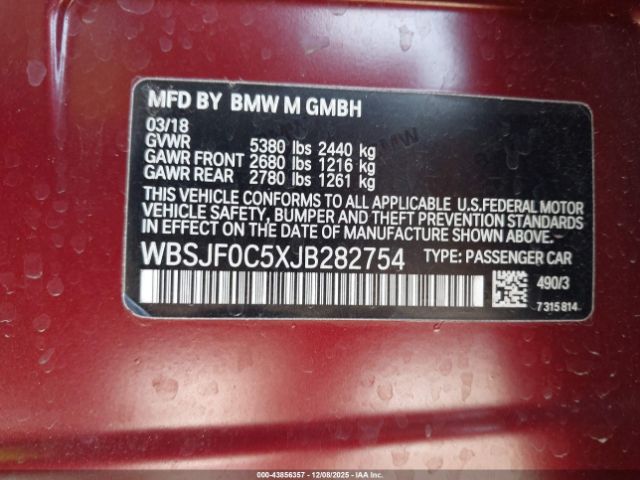 MFD BY BMW M GMBH
03/18
GVWR 5380 lbs 2440 kg
GAWR FRONT 2680 lbs 1216 kg
GAWR REAR 2780 lbs 1261 kg
THIS VEHICLE CONFORMS TO ALL APPLICABLE U.S.FEDERAL MOTOR
VEHICLE SAFETY, BUMPER AND THEFT PREVENTION STANDARDS
IN EFFECT ON THE DATE OF MANUFACTURE SHOWN ABOVE.
WBSJF0C5XJB282754 TYPE: PASSENGER CAR
490/3
7315814
000-43856357 | 12/08/2025 - IAA Inc.